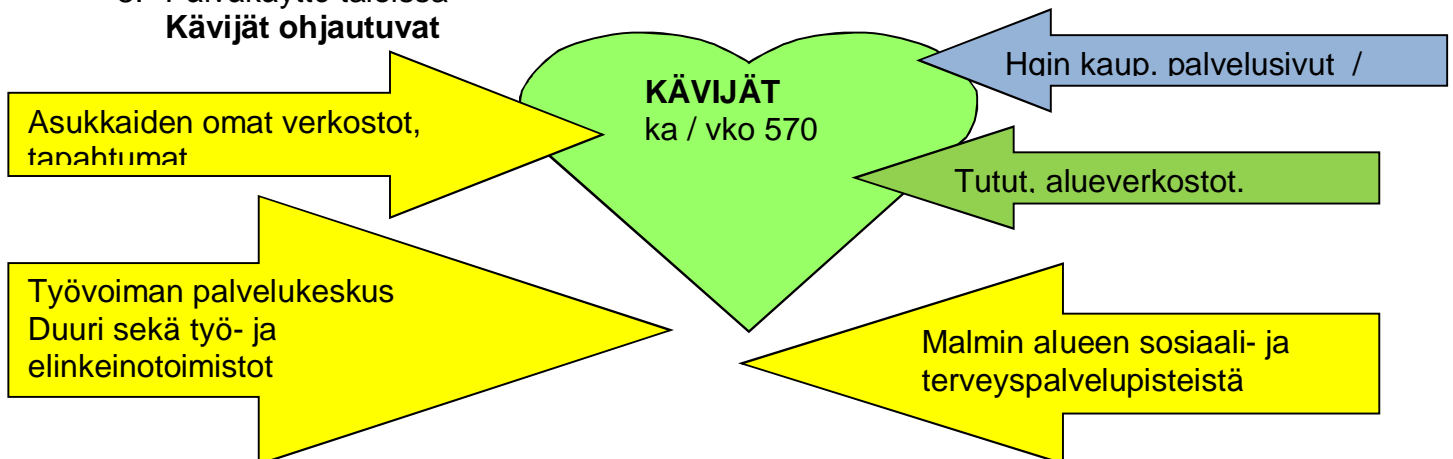 Kävijät ohjautuvat
KÄVIJÄT
ka / vko 570
Hgin kaup. palvelusivut /
Asukkaiden omat verkostot,
tapahtumat
Tutut, alueverkostot.
Työvoiman palvelukeskus
Duuri sekä työ- ja
elinkeinotoimistot
Malmin alueen sosiaali- ja
terveyspalvelupisteistä